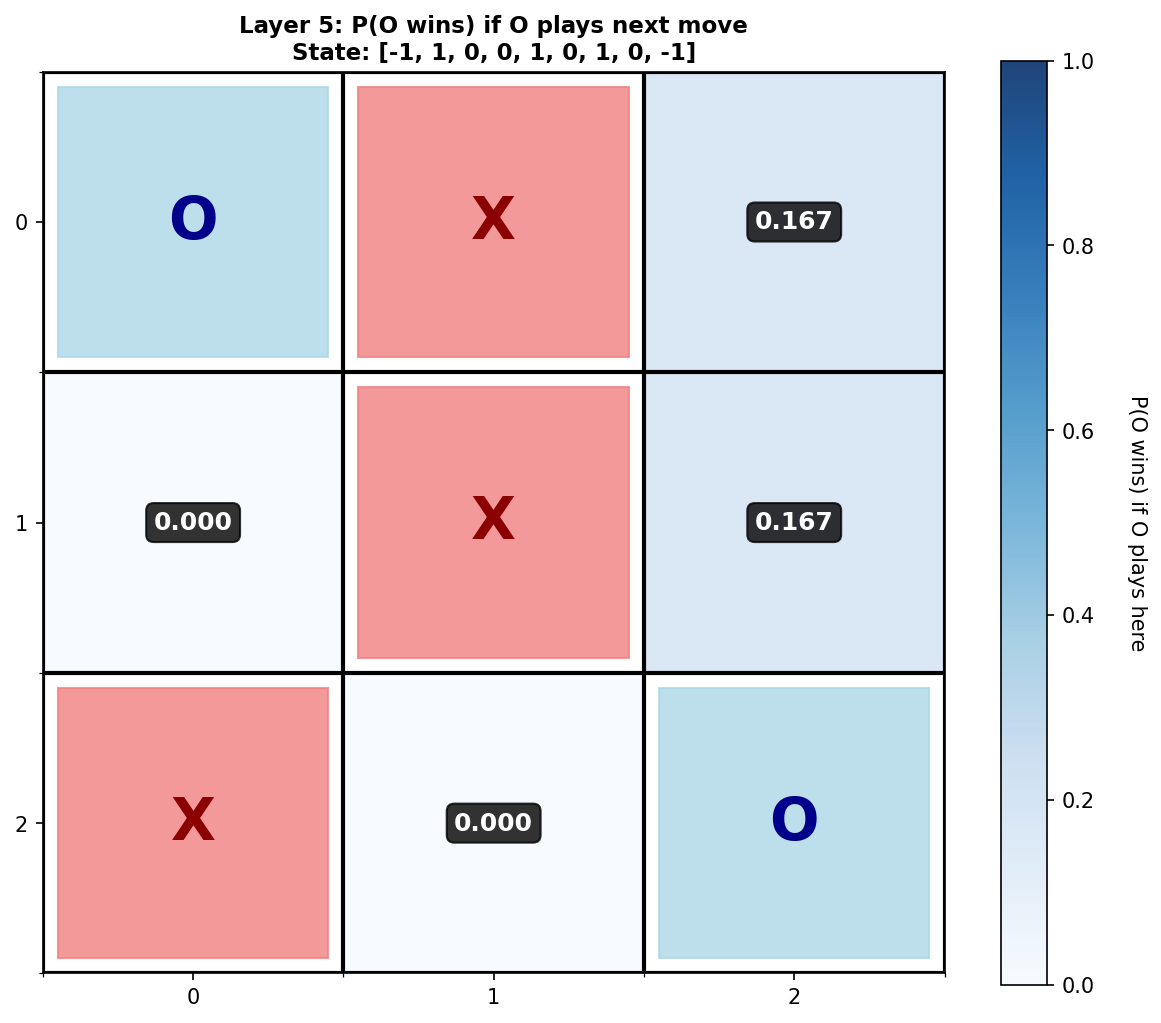 Layer 5: P(O wins) if O plays next move
State: [-1, 1, 0, 0, 1, 0, 1, 0, -1]
O X 0.167
0.000 X 0.167
X 0.000 O
0
1
2
0 1 2
1.0
0.8
0.6
0.4
0.2
0.0
P(O wins) if O plays here